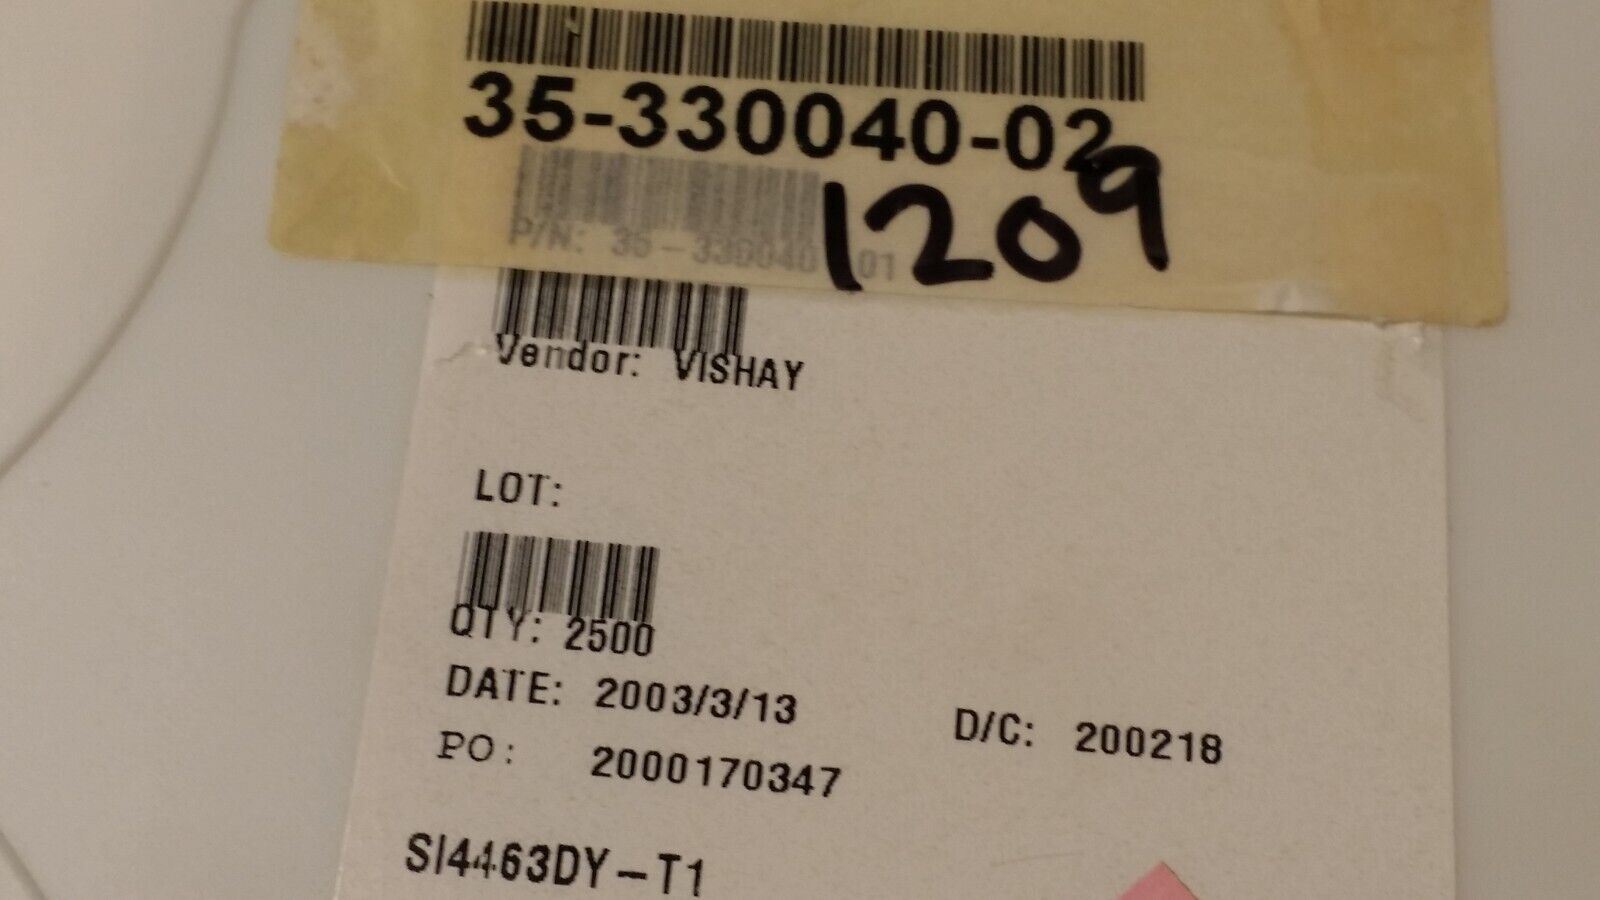 35-330040-02
1209
P/N: 35-330040 01
Vendor: VISHAY
LOT:
QTY: 2500
DATE: 2003/3/13 D/C: 200218
PO: 2000170347
SI4463DY-T1